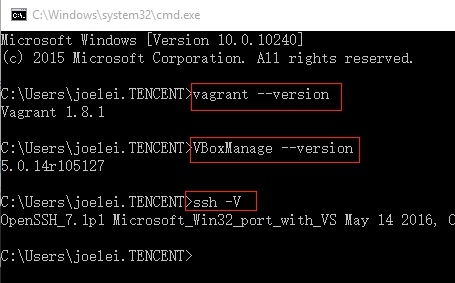 C:\Windows\system32\cmd.exe
Microsoft Windows [Version 10.0.10240]
(c) 2015 Microsoft Corporation. All rights reserved.
C:\Users\joelei.TENCENT>vagrant --version
Vagrant 1.8.1
C:\Users\joelei.TENCENT>VBoxManage --version
5.0.14r105127
C:\Users\joelei.TENCENT>ssh -V
OpenSSH_7.1p1 Microsoft_Win32_port_with_VS May 14 2016, O
C:\Users\joelei.TENCENT>